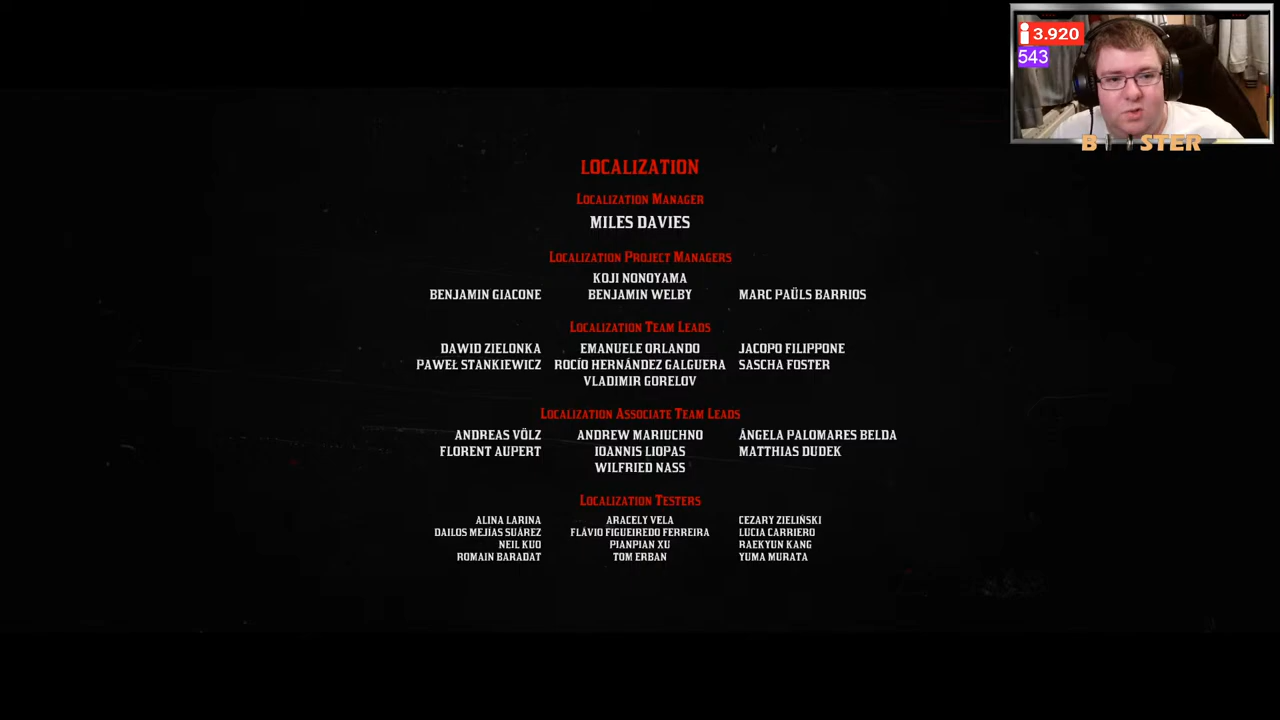 3.920
543
B STER
LOCALIZATION
LOCALIZATION MANAGER
MILES DAVIES
LOCALIZATION PROJECT MANAGERS
KOJI NONOYAMA
BENJAMIN GIACONE BENJAMIN WELBY MARC PAÜLS BARRIOS
LOCALIZATION TEAM LEADS
DAWID ZIELONKA EMANUELE ORLANDO JACOPO FILIPPONE
PAWEŁ STANKIEWICZ ROCÍO HERNÁNDEZ GALGUERA SASCHA FOSTER
VLADIMIR GORELOV
LOCALIZATION ASSOCIATE TEAM LEADS
ANDREAS VÖLZ ANDREW MARIUCHNO ÁNGELA PALOMARES BELDA
FLORENT AUPERT IOANNIS LIOPAS MATTHIAS DUDEK
WILFRIED NASS
LOCALIZATION TESTERS
ALINA LARINA ARACELY VELA CEZARY ZIELIŃSKI
DAILOS MEJÍAS SUÁREZ FLÁVIO FIGUEIREDO FERREIRA LUCIA CARRIERO
NEIL KUO PIANPIAN XU RAEKYUN KANG
ROMAIN BARADAT TOM ERBAN YUMA MURATA